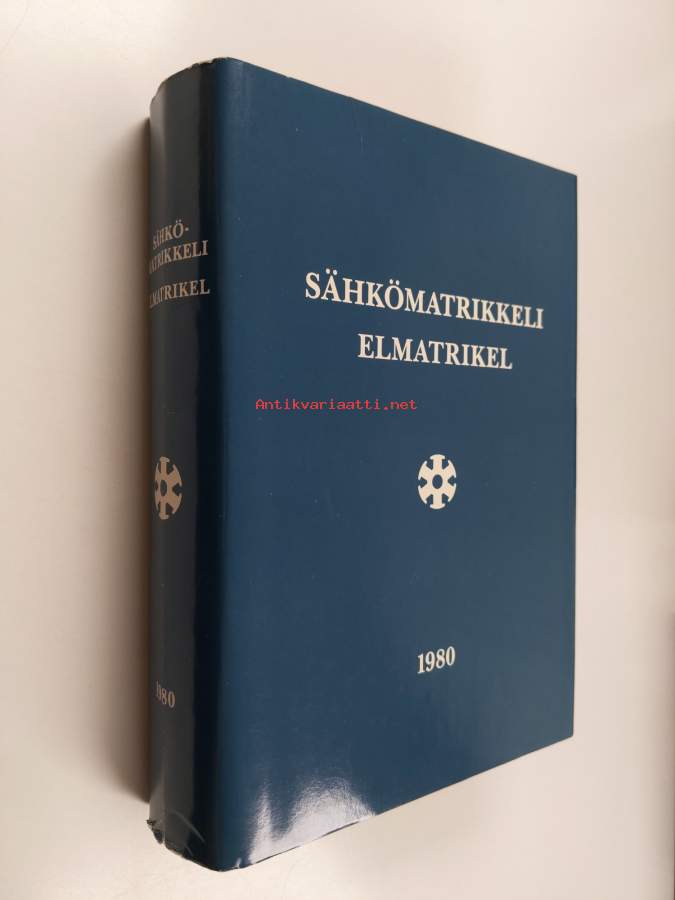 SÄHKÖ-
MATRIKKELI
ELMATRIKEL
1980
SÄHKÖMATRIKKELI
ELMATRIKEL
Antikvariaatti.net
1980